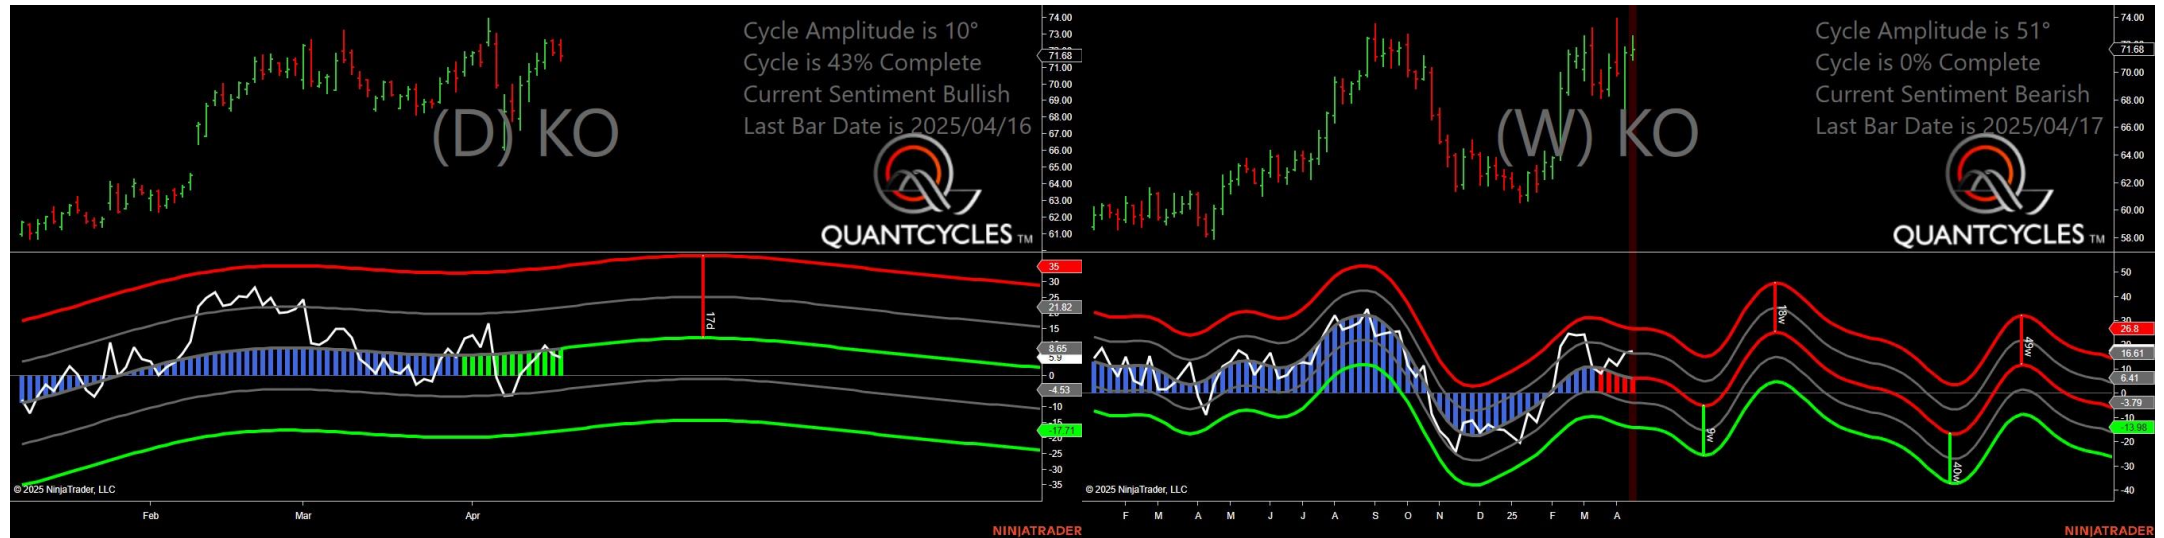 Cycle Amplitude is 10°
Cycle is 43% Complete
Current Sentiment Bullish
Last Bar Date is 2025/04/16
(D) KO
QUANTCYCLES TM
74.00
73.00
71.68
71.00
70.00
69.00
68.00
67.00
66.00
65.00
64.00
63.00
62.00
61.00
35
30
25
21.82
15
8.65
5.9
0
-4.53
-10
-15
-17.71
-20
-25
-30
-35
17d
© 2025 NinjaTrader, LLC
Feb Mar Apr
NINJATRADER
Cycle Amplitude is 51°
Cycle is 0% Complete
Current Sentiment Bearish
Last Bar Date is 2025/04/17
(W) KO
QUANTCYCLES TM
74.00
71.68
70.00
68.00
66.00
64.00
62.00
60.00
58.00
50
40
30
26.8
20
16.61
10
6.41
0
-3.79
-10
-13.98
-20
-30
-40
9w
18w
40w
49w
© 2025 NinjaTrader, LLC
F M A M J J A S O N D 25 F M A
NINJATRADER